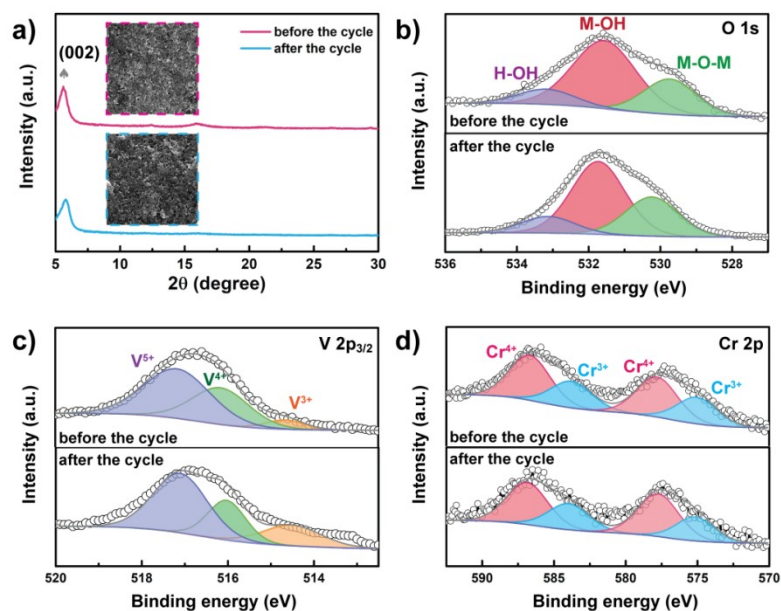 a)
(002)
before the cycle
after the cycle
Intensity (a.u.)
5 10 15 20 25 30
2θ (degree)
b)
O 1s
M-OH
H-OH
M-O-M
before the cycle
after the cycle
Intensity (a.u.)
536 534 532 530 528
Binding energy (eV)
c)
V 2p3/2
V5+
V4+
V3+
before the cycle
after the cycle
Intensity (a.u.)
520 518 516 514
Binding energy (eV)
d)
Cr 2p
Cr4+
Cr3+
Cr4+
Cr3+
before the cycle
after the cycle
Intensity (a.u.)
590 585 580 575 570
Binding energy (eV)